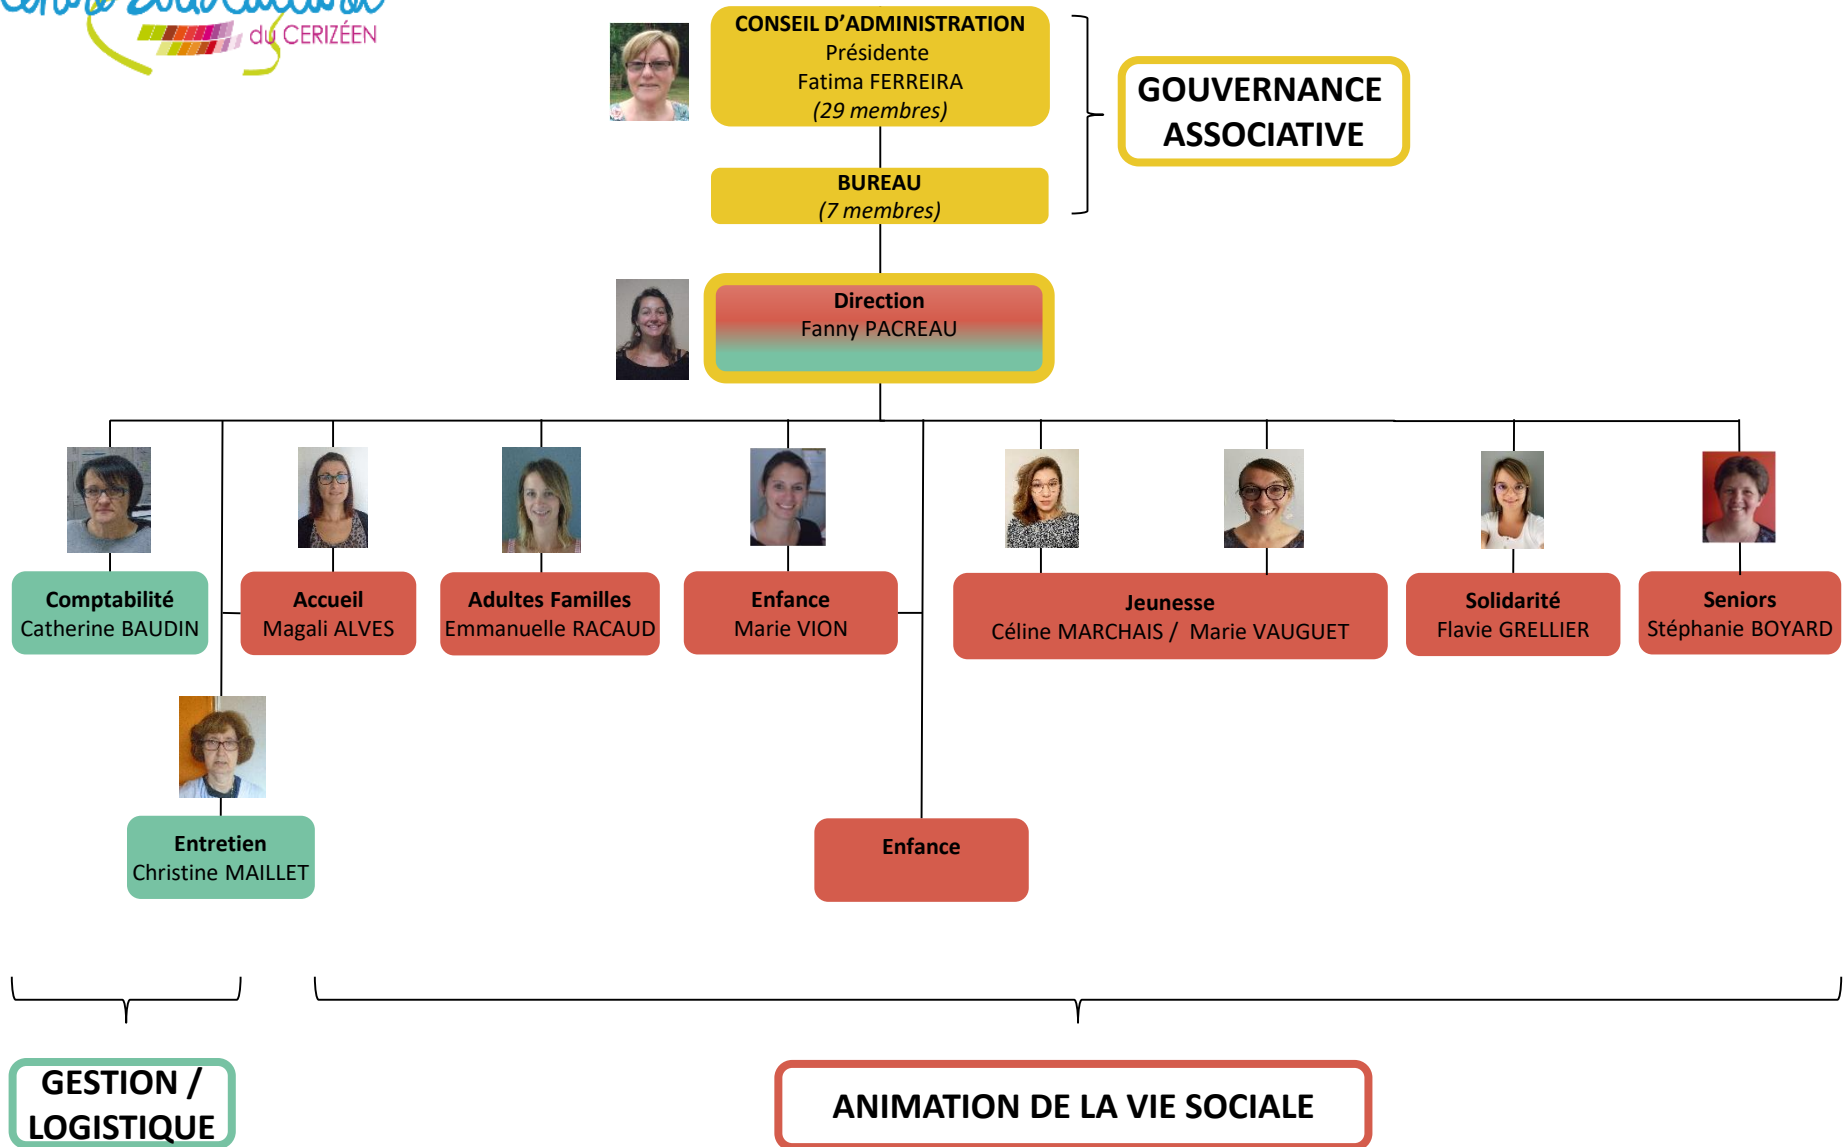 du CERIZÉEN
CONSEIL D'ADMINISTRATION
Présidente
Fatima FERREIRA
(29 membres)
GOUVERNANCE
ASSOCIATIVE
BUREAU
(7 membres)
Direction
Fanny PACREAU
Comptabilité
Catherine BAUDIN
Accueil
Magali ALVES
Adultes Familles
Emmanuelle RACAUD
Enfance
Marie VION
Jeunesse
Céline MARCHAIS / Marie VAUGUET
Solidarité
Flavie GRELLIER
Seniors
Stéphanie BOYARD
Entretien
Christine MAILLET
Enfance
GESTION /
LOGISTIQUE
ANIMATION DE LA VIE SOCIALE